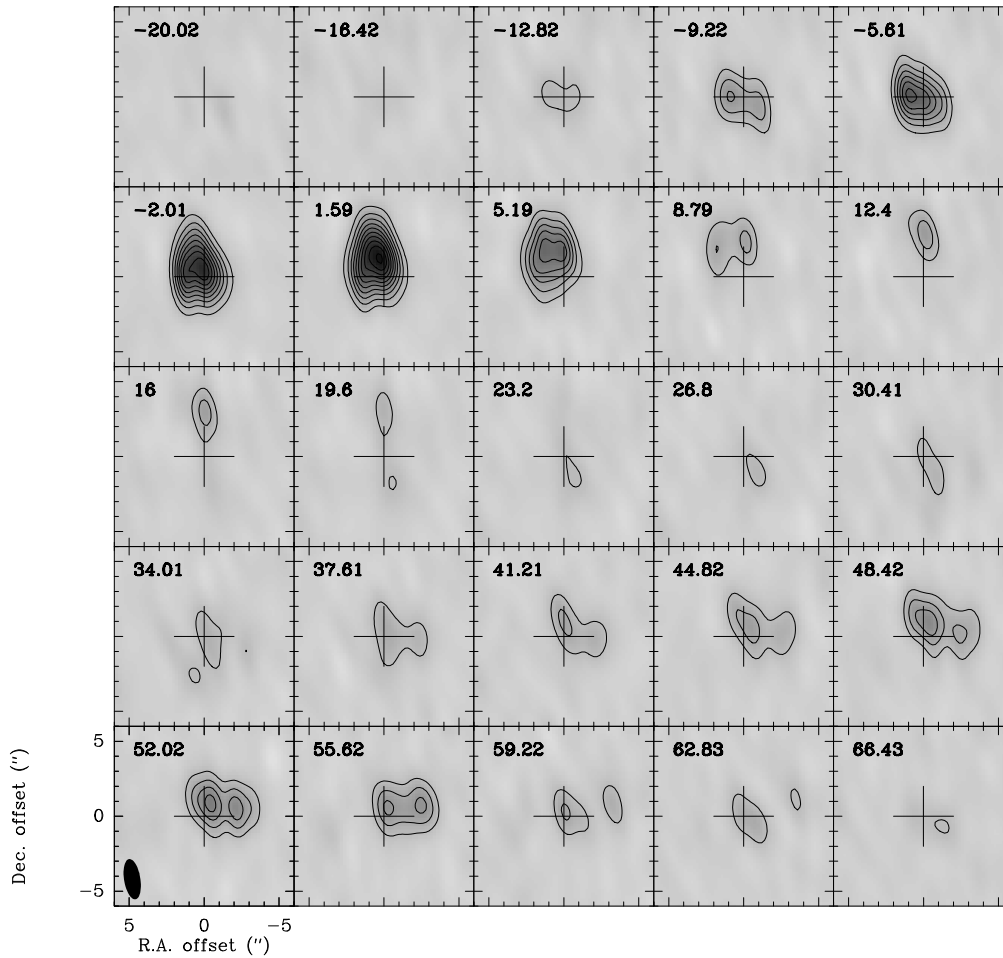 −20.02 −16.42 −12.82 −9.22 −5.61
−2.01 1.59 5.19 8.79 12.4
16 19.6 23.2 26.8 30.41
34.01 37.61 41.21 44.82 48.42
52.02 55.62 59.22 62.83 66.43
5
0
−5
Dec. offset (")
5 0 −5
R.A. offset (")